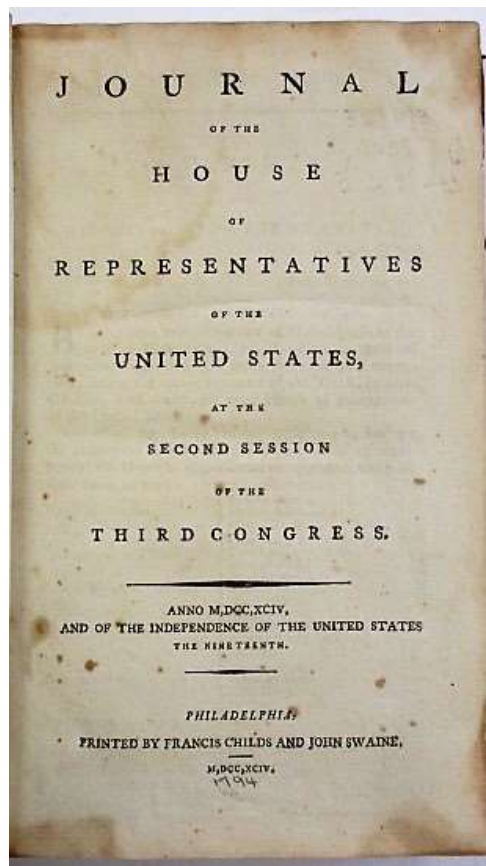 JOURNAL
OF THE
HOUSE
OF
REPRESENTATIVES
OF THE
UNITED STATES,
AT THE
SECOND SESSION
OF THE
THIRD CONGRESS.
ANNO M,DCC,XCIV,
AND OF THE INDEPENDENCE OF THE UNITED STATES
THE NINETEENTH.
PHILADELPHIA:
PRINTED BY FRANCIS CHILDS AND JOHN SWAINE,
M,DCC,XCIV.
1794